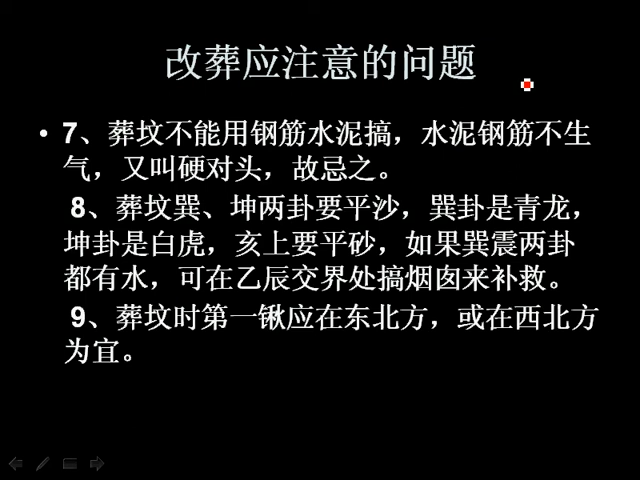 改葬应注意的问题
• 7、葬坟不能用钢筋水泥搞，水泥钢筋不生
气，又叫硬对头，故忌之。
8、葬坟巽、坤两卦要平沙，巽卦是青龙，
坤卦是白虎，亥上要平砂，如果巽震两卦
都有水，可在乙辰交界处搞烟囱来补救。
9、葬坟时第一锹应在东北方，或在西北方
为宜。